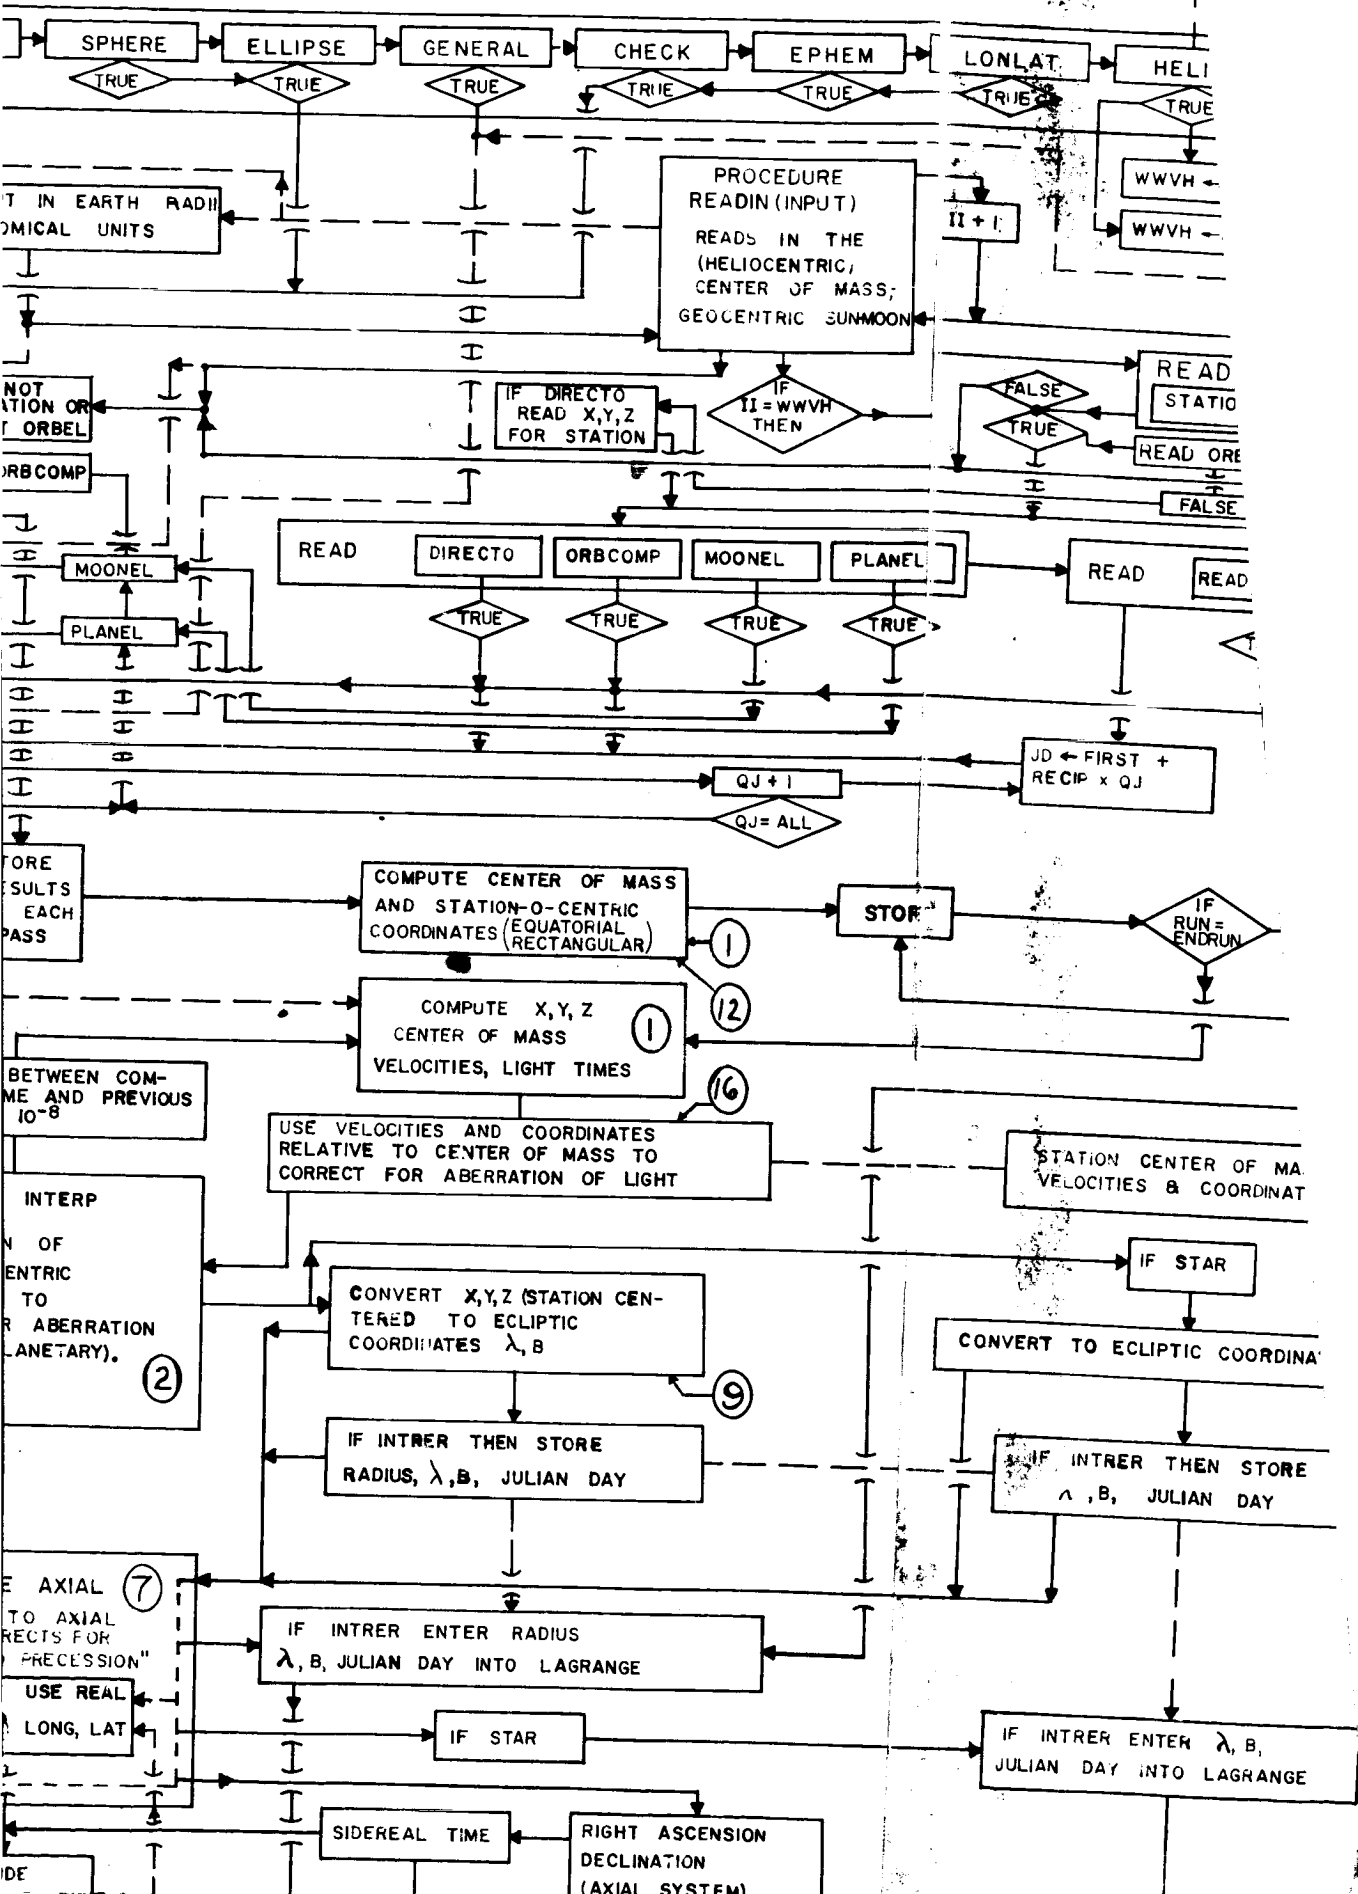 SPHERE
ELLIPSE
GENERAL
CHECK
EPHEM
LONLAT
HELI
TRUE
TRUE
TRUE
TRUE
TRUE
TRUE
TRUE
T IN EARTH RADII
OMICAL UNITS
PROCEDURE
READIN (INPUT)
READS IN THE
(HELIOCENTRIC,
CENTER OF MASS,
GEOCENTRIC SUNMOON
II + I
WWVH ←
WWVH ←
NOT
ATION OR
T ORBEL
ORBCOMP
IF DIRECTO
READ X,Y,Z
FOR STATION
IF
II = WWVH
THEN
FALSE
TRUE
READ
STATIO
READ ORB
FALSE
MOONEL
PLANEL
READ
DIRECTO
ORBCOMP
MOONEL
PLANEL
TRUE
TRUE
TRUE
TRUE
READ
READ
T
JD ← FIRST +
RECIP x QJ
QJ + I
QJ = ALL
TORE
ESULTS
EACH
PASS
COMPUTE CENTER OF MASS
AND STATION-O-CENTRIC
COORDINATES (EQUATORIAL
RECTANGULAR)
1
12
STOP
IF
RUN =
ENDRUN
COMPUTE X,Y,Z
CENTER OF MASS
VELOCITIES, LIGHT TIMES
1
16
BETWEEN COM-
ME AND PREVIOUS
10⁻⁸
USE VELOCITIES AND COORDINATES
RELATIVE TO CENTER OF MASS TO
CORRECT FOR ABERRATION OF LIGHT
STATION CENTER OF MA
VELOCITIES & COORDINAT
INTERP
N OF
ENTRIC
TO
R ABERRATION
LANETARY).
2
IF STAR
CONVERT X,Y,Z (STATION CEN-
TERED TO ECLIPTIC
COORDINATES λ, B
9
CONVERT TO ECLIPTIC COORDINA
IF INTRER THEN STORE
RADIUS, λ, B, JULIAN DAY
IF INTRER THEN STORE
λ, B, JULIAN DAY
E AXIAL
7
TO AXIAL
RECTS FOR
PRECESSION"
USE REAL
LONG, LAT
IF INTRER ENTER RADIUS
λ, B, JULIAN DAY INTO LAGRANGE
IF STAR
IF INTRER ENTER λ, B,
JULIAN DAY INTO LAGRANGE
SIDEREAL TIME
RIGHT ASCENSION
DECLINATION
(AXIAL SYSTEM)
DE